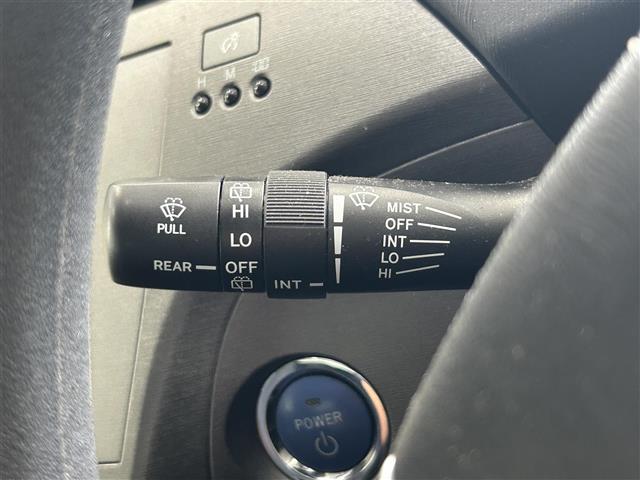 H M
PULL
REAR
HI
LO
OFF
INT
MIST
OFF
INT
LO
HI
POWER